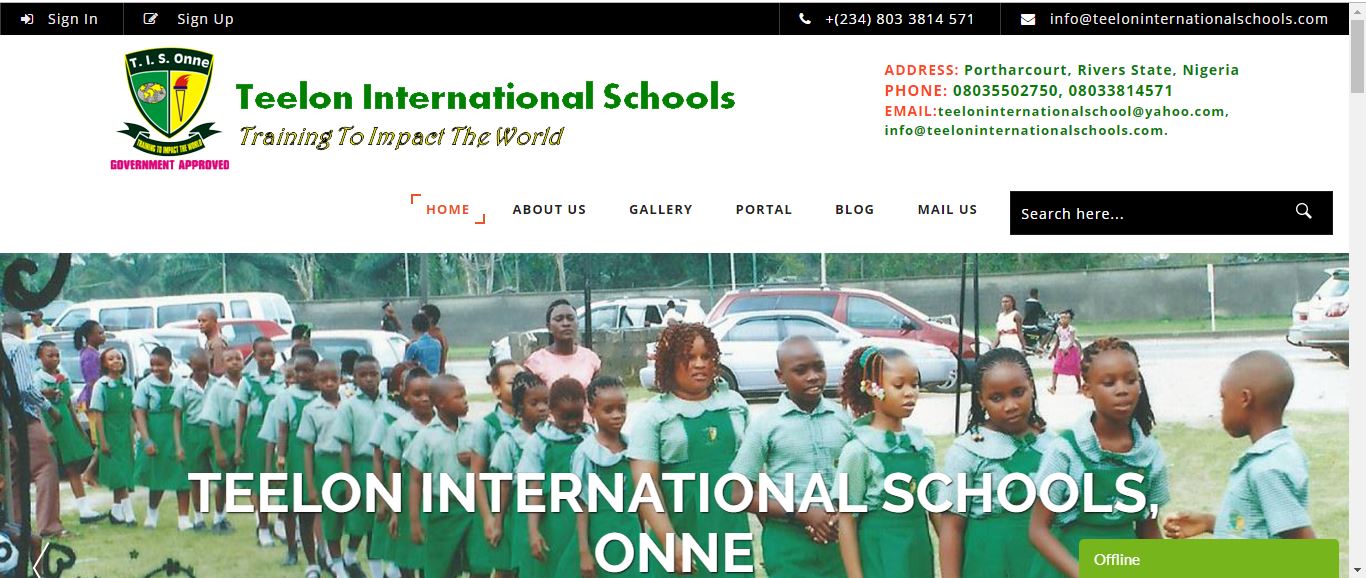 Sign In
Sign Up
+(234) 803 3814 571
info@teeloninternationalschools.com
T. I. S. Onne
TRAINING TO IMPACT THE WORLD
GOVERNMENT APPROVED
Teelon International Schools
Training To Impact The World
ADDRESS: Portharcourt, Rivers State, Nigeria
PHONE: 08035502750, 08033814571
EMAIL:teeloninternationalschool@yahoo.com,
info@teeloninternationalschools.com.
HOME
ABOUT US
GALLERY
PORTAL
BLOG
MAIL US
Search here...
TEELON INTERNATIONAL SCHOOLS,
ONNE
Offline